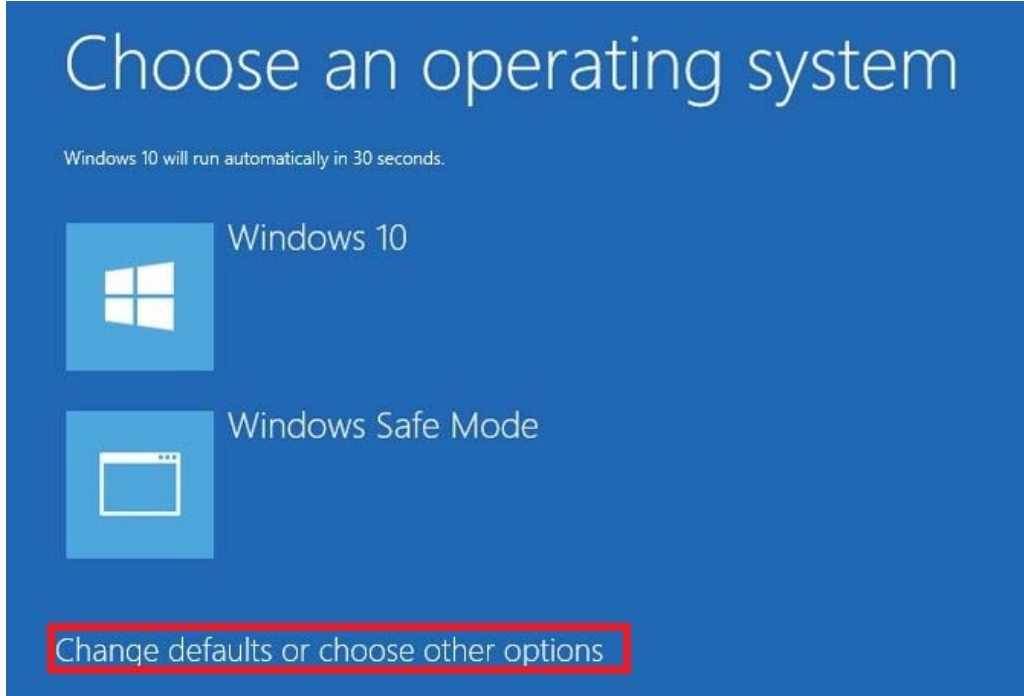 Choose an operating system
Windows 10 will run automatically in 30 seconds.
Windows 10
Windows Safe Mode
Change defaults or choose other options